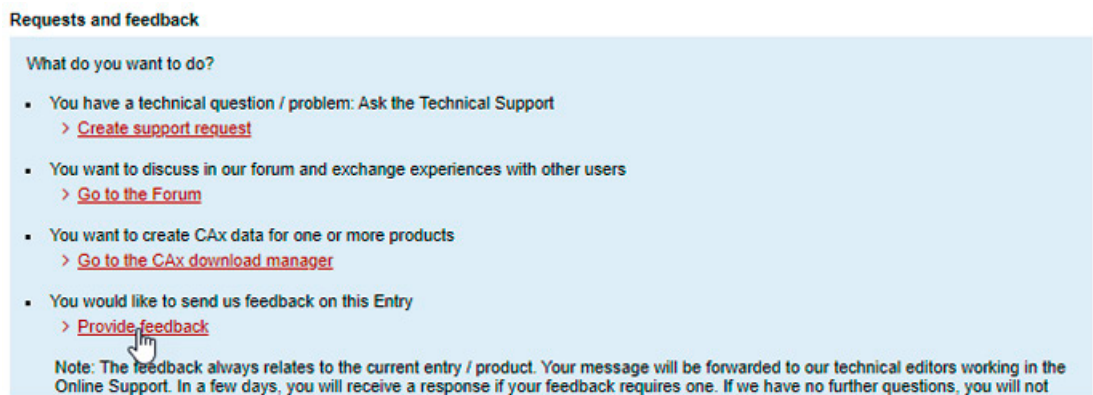 Requests and feedback
What do you want to do?
▪ You have a technical question / problem: Ask the Technical Support
> Create support request
▪ You want to discuss in our forum and exchange experiences with other users
> Go to the Forum
▪ You want to create CAx data for one or more products
> Go to the CAx download manager
▪ You would like to send us feedback on this Entry
> Provide feedback
Note: The feedback always relates to the current entry / product. Your message will be forwarded to our technical editors working in the
Online Support. In a few days, you will receive a response if your feedback requires one. If we have no further questions, you will not